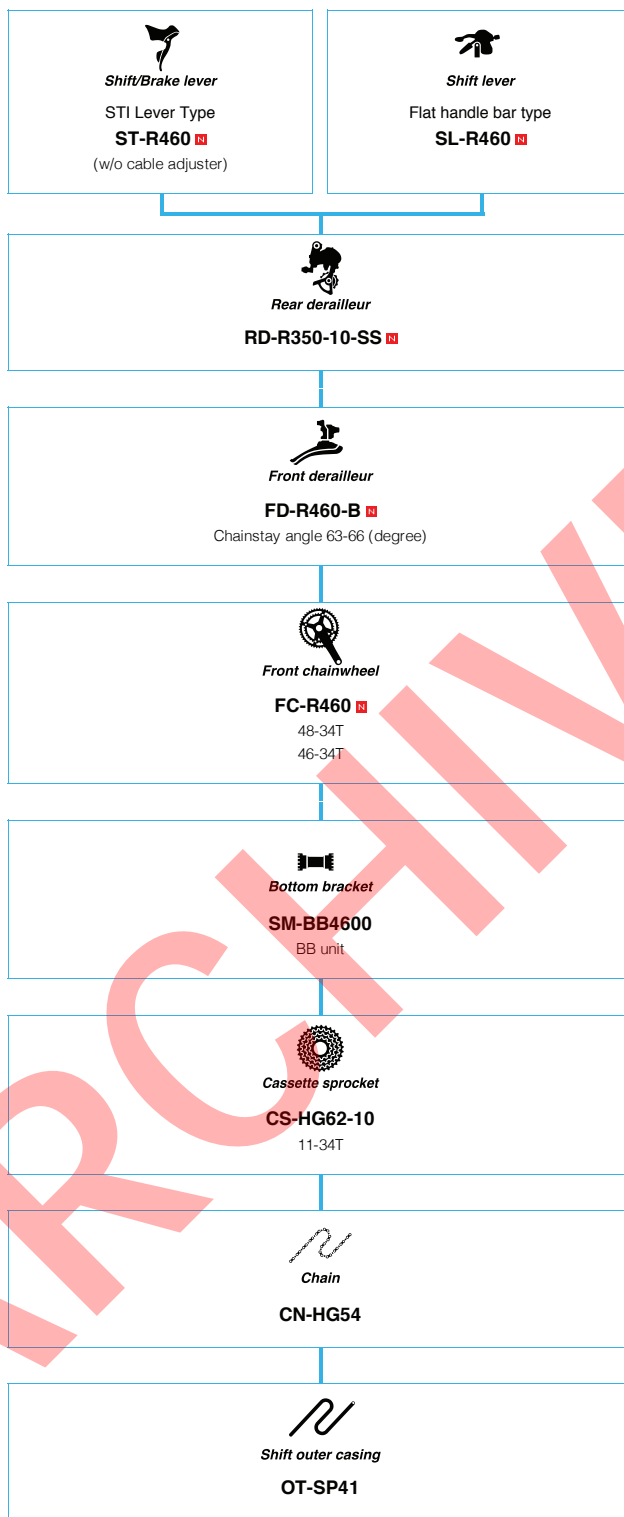 Shift/Brake lever
STI Lever Type
ST-R460 N
(w/o cable adjuster)
Shift lever
Flat handle bar type
SL-R460 N
Rear derailleur
RD-R350-10-SS N
Front derailleur
FD-R460-B N
Chainstay angle 63-66 (degree)
Front chainwheel
FC-R460 N
48-34T
46-34T
Bottom bracket
SM-BB4600
BB unit
Cassette sprocket
CS-HG62-10
11-34T
Chain
CN-HG54
Shift outer casing
OT-SP41
ARCHIV